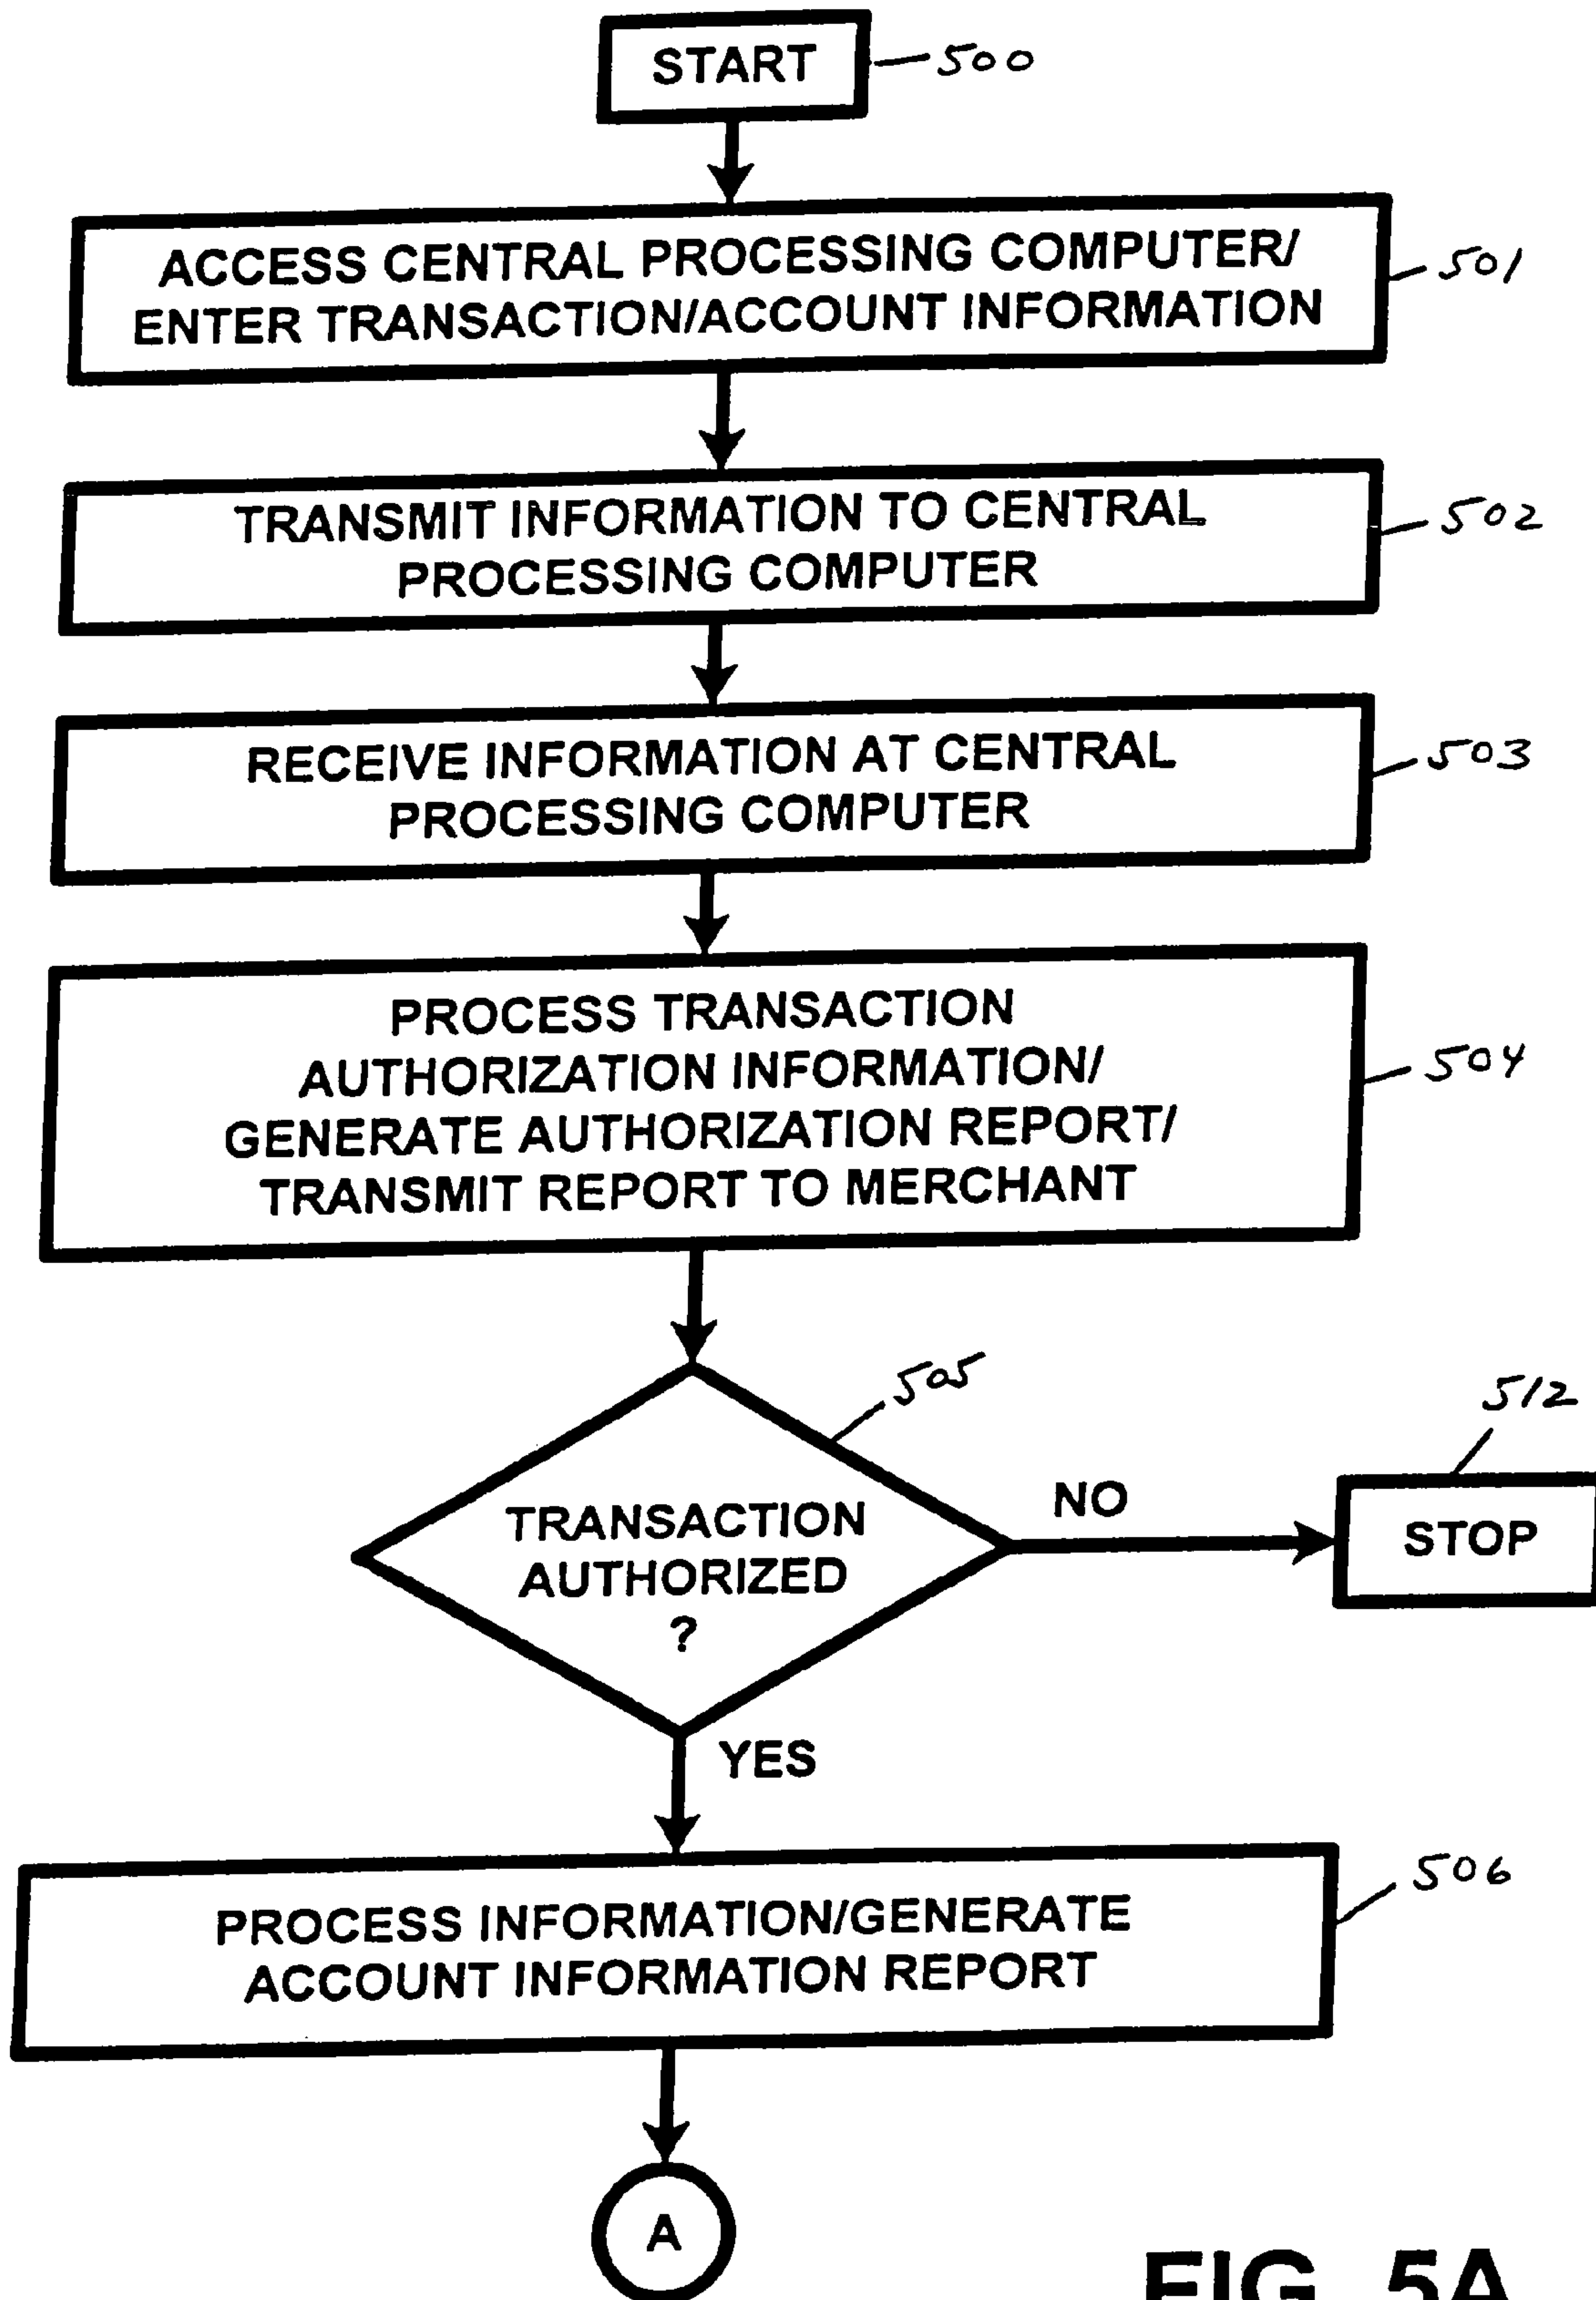 START
500
ACCESS CENTRAL PROCESSING COMPUTER/
ENTER TRANSACTION/ACCOUNT INFORMATION
501
TRANSMIT INFORMATION TO CENTRAL
PROCESSING COMPUTER
502
RECEIVE INFORMATION AT CENTRAL
PROCESSING COMPUTER
503
PROCESS TRANSACTION
AUTHORIZATION INFORMATION/
GENERATE AUTHORIZATION REPORT/
TRANSMIT REPORT TO MERCHANT
504
505
TRANSACTION
AUTHORIZED
?
NO
512
STOP
YES
PROCESS INFORMATION/GENERATE
ACCOUNT INFORMATION REPORT
506
A
FIG. 5A